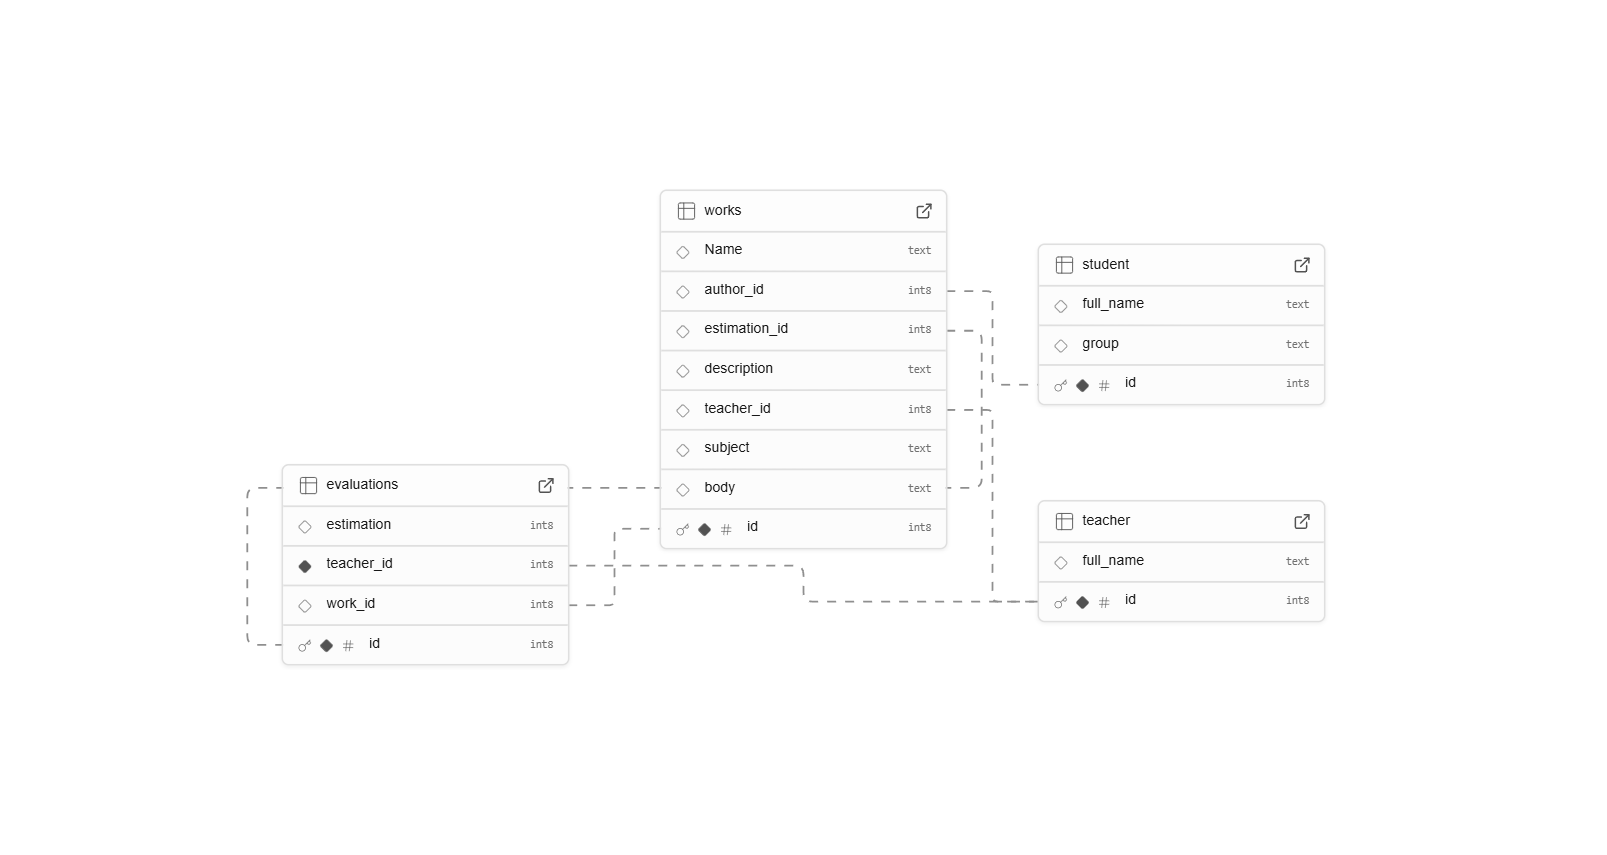 works
Name text
author_id int8
estimation_id int8
description text
teacher_id int8
subject text
body text
# id int8
student
full_name text
group text
# id int8
evaluations
estimation int8
teacher_id int8
work_id int8
# id int8
teacher
full_name text
# id int8